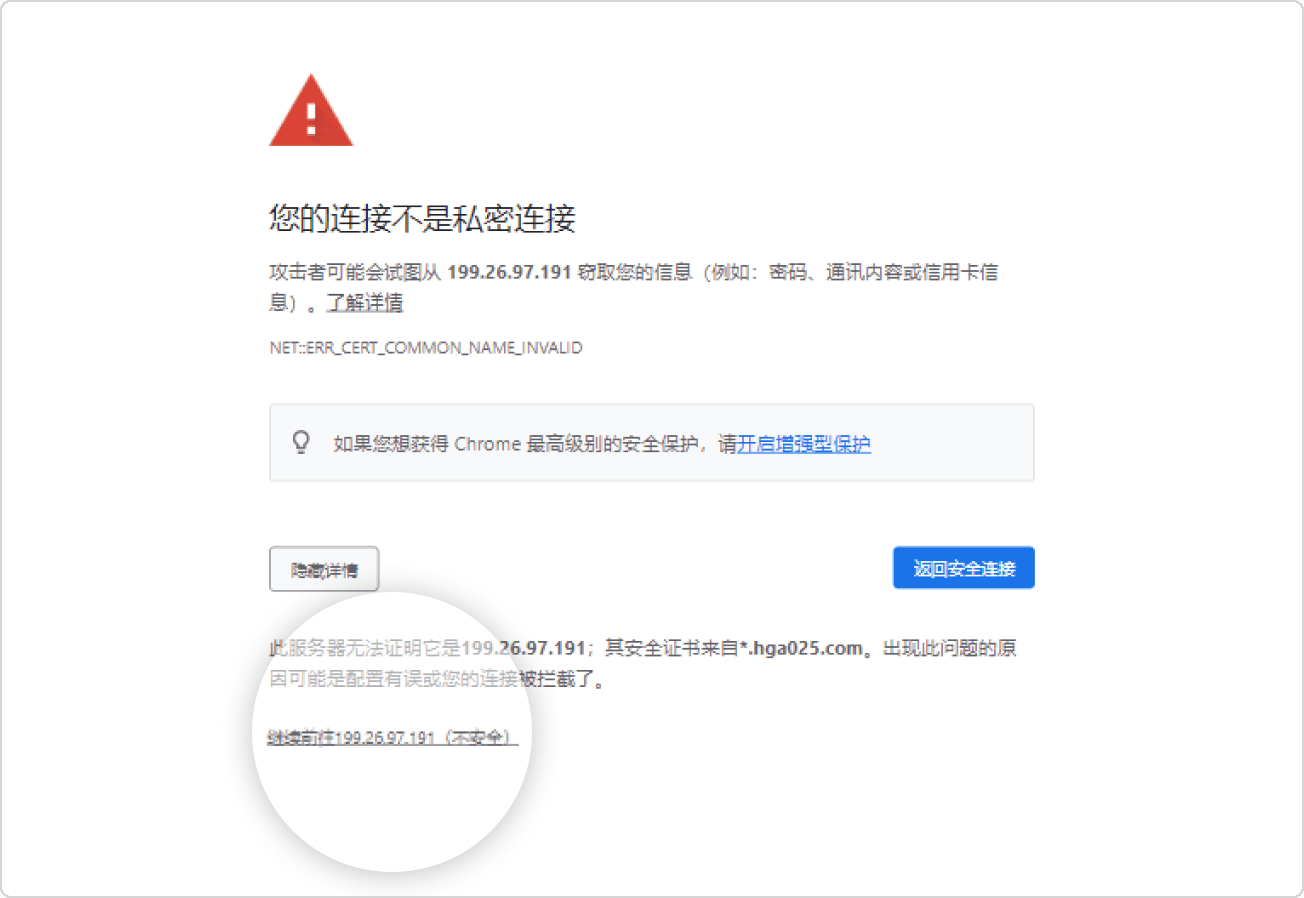 您的连接不是私密连接
攻击者可能会试图从 199.26.97.191 窃取您的信息（例如：密码、通讯内容或信用卡信
息）。了解详情
NET::ERR_CERT_COMMON_NAME_INVALID
如果您想获得 Chrome 最高级别的安全保护，请开启增强型保护
隐藏详情
返回安全连接
此服务器无法证明它是199.26.97.191；其安全证书来自*.hga025.com。出现此问题的原
因可能是配置有误或您的连接被拦截了。
继续前往199.26.97.191（不安全）